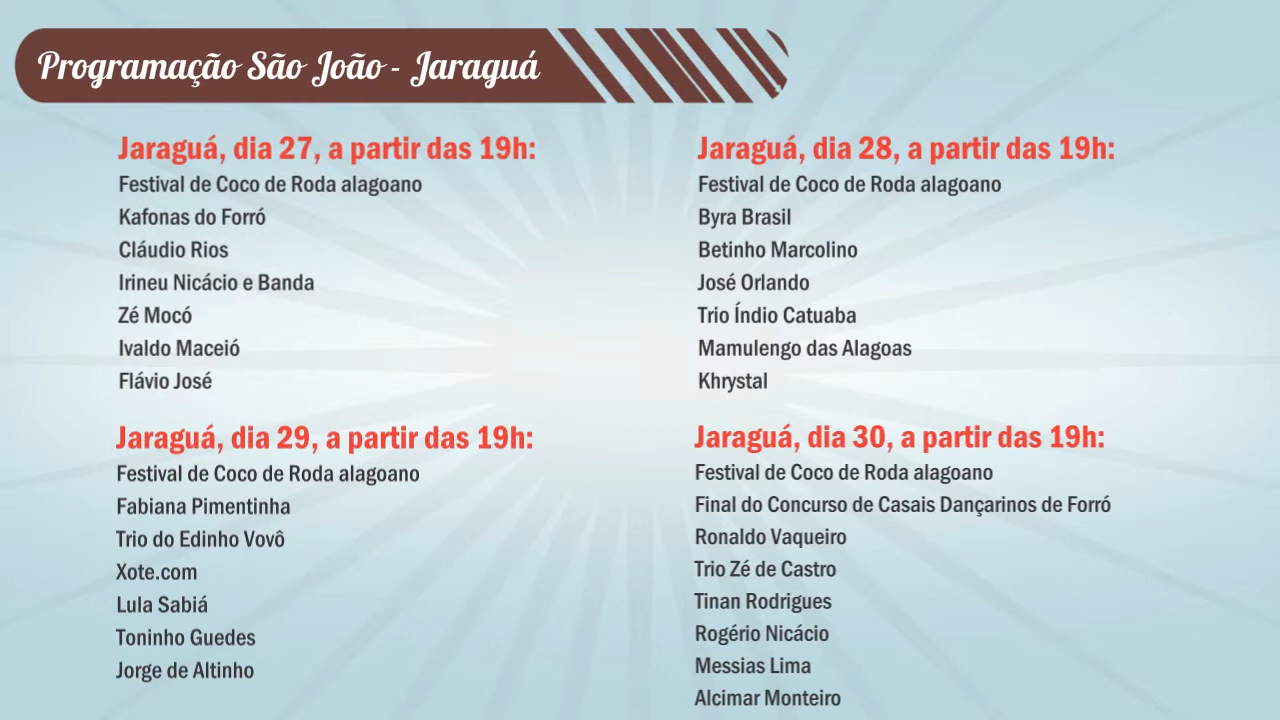 Programação São João - Jaraguá
Jaraguá, dia 27, a partir das 19h:
Festival de Coco de Roda alagoano
Kafonas do Forró
Cláudio Rios
Irineu Nicácio e Banda
Zé Mocó
Ivaldo Maceió
Flávio José
Jaraguá, dia 28, a partir das 19h:
Festival de Coco de Roda alagoano
Byra Brasil
Betinho Marcolino
José Orlando
Trio Índio Catuaba
Mamulengo das Alagoas
Khrystal
Jaraguá, dia 29, a partir das 19h:
Festival de Coco de Roda alagoano
Fabiana Pimentinha
Trio do Edinho Vovô
Xote.com
Lula Sabiá
Toninho Guedes
Jorge de Altinho
Jaraguá, dia 30, a partir das 19h:
Festival de Coco de Roda alagoano
Final do Concurso de Casais Dançarinos de Forró
Ronaldo Vaqueiro
Trio Zé de Castro
Tinan Rodrigues
Rogério Nicácio
Messias Lima
Alcimar Monteiro